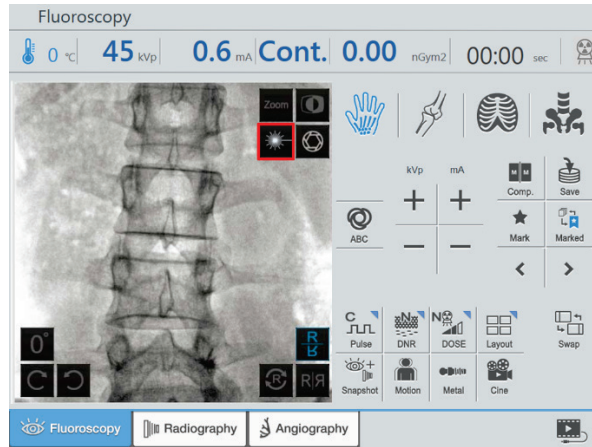 Fluoroscopy
0 °C 45 kVp 0.6 mA Cont. 0.00 nGym2 00:00 sec
Zoom
kVp mA
Comp. Save
ABC
Mark Marked
C N N
Pulse DNR DOSE Layout Swap
0°
R
R
R RЯ
Snapshot Motion Metal Cine
Fluoroscopy Radiography Angiography